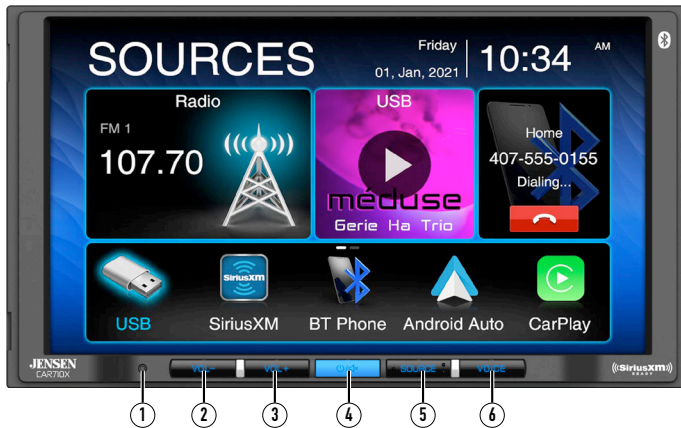 SOURCES
Friday
01, Jan, 2021
10:34 AM
Radio
FM 1
107.70
USB
méduse
Gerie Ha Trio
Home
407-555-0155
Dialing...
USB
SiriusXM
SiriusXM
BT Phone
Android Auto
CarPlay
JENSEN
CAR710X
VOL-
VOL+
SOURCE
VOICE
((SiriusXm))
READY
1
2
3
4
5
6